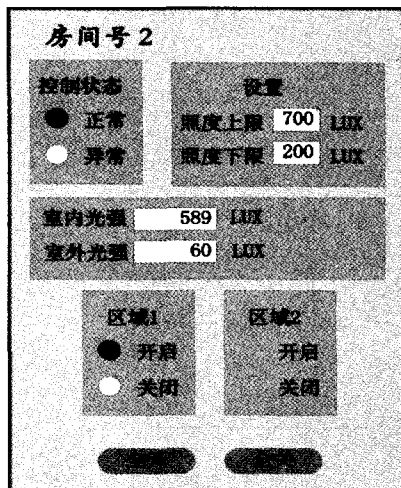 房间号 2
控制状态
正常
异常
设置
照度上限 700 LUX
照度下限 200 LUX
室内光强 589 LUX
室外光强 60 LUX
区域1
开启
关闭
区域2
开启
关闭